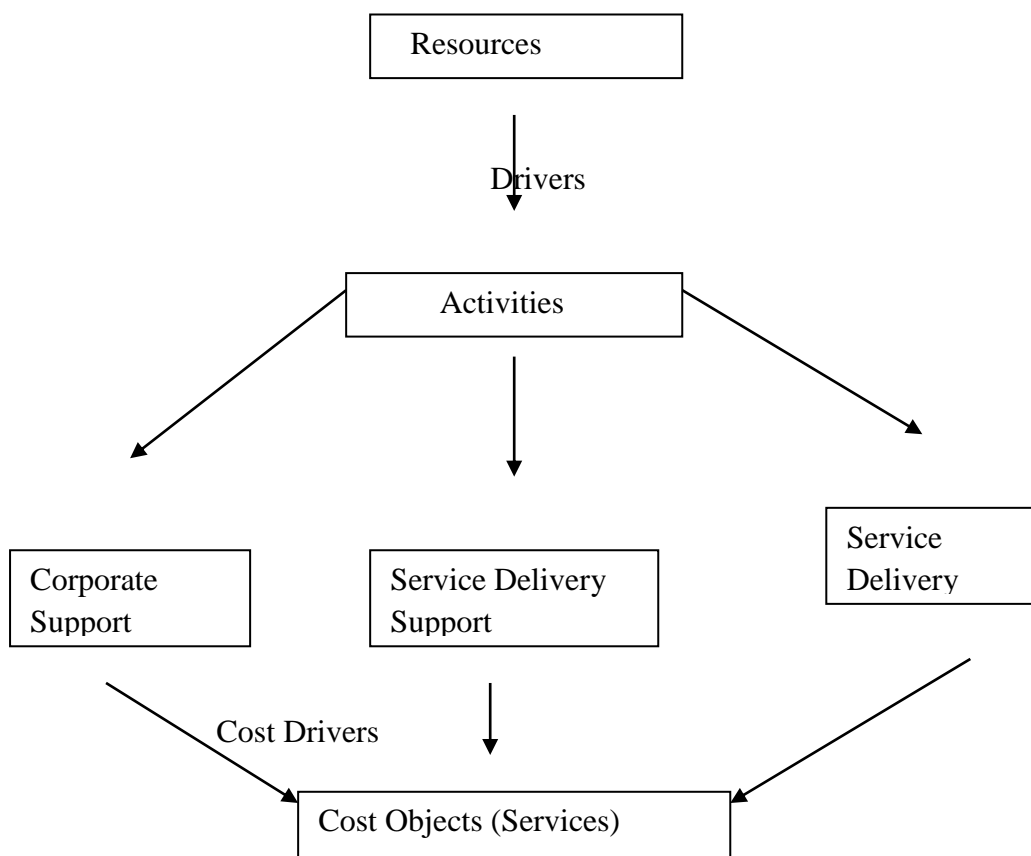 Resources
Drivers
Activities
Corporate
Support
Service Delivery
Support
Service
Delivery
Cost Drivers
Cost Objects (Services)